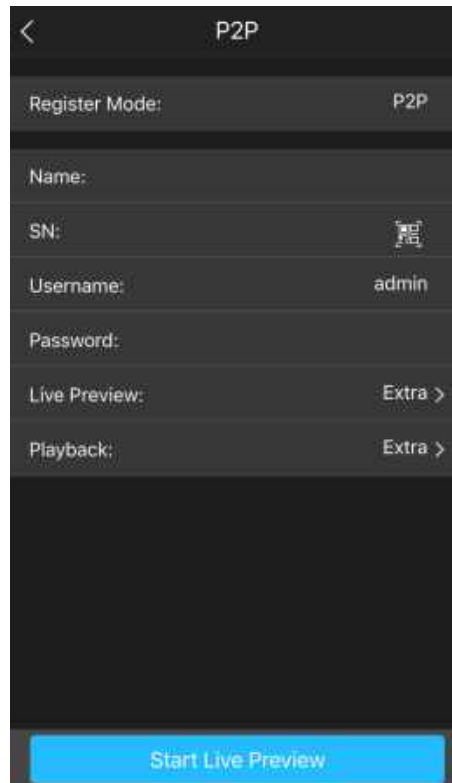 P2P
Register Mode: P2P
Name:
SN:
Username: admin
Password:
Live Preview: Extra >
Playback: Extra >
Start Live Preview